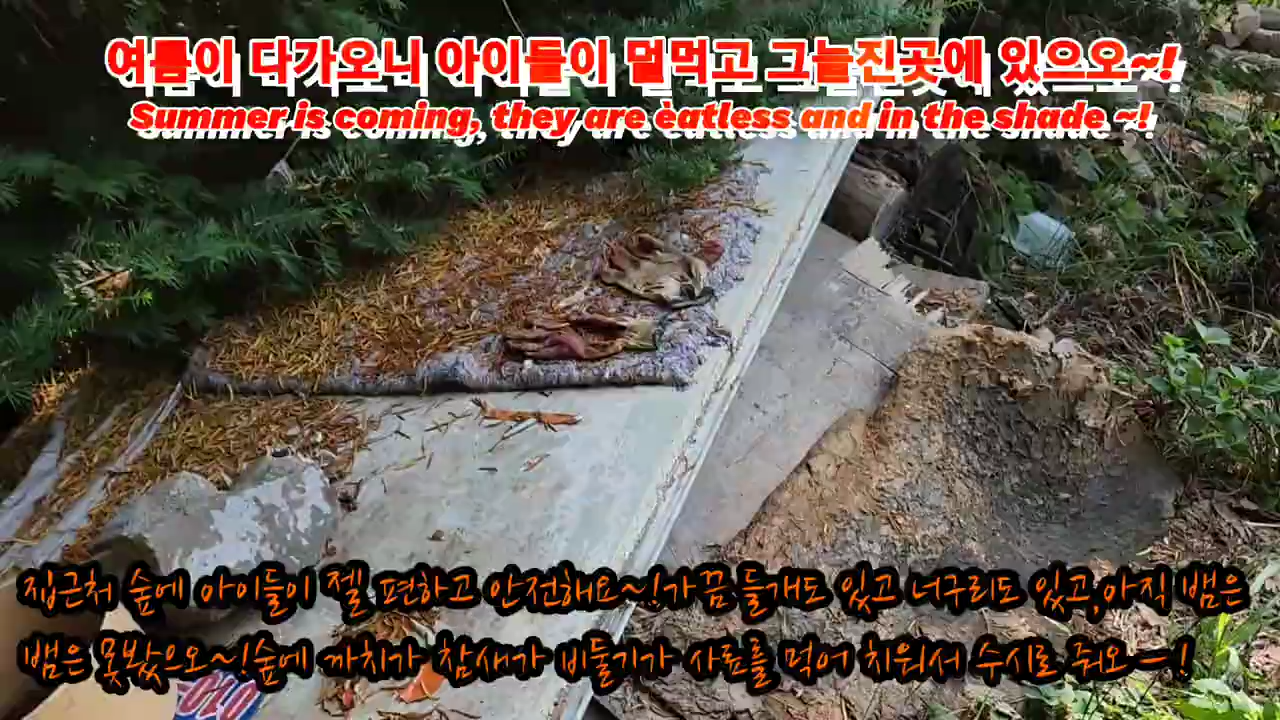 여름이 다가오니 아이들이 덜먹고 그늘진곳에 있으오~!
Summer is coming, they are eatless and in the shade ~!
집근처 숲에 아이들이 젤 편하고 안전해요~!가끔 들개도 있고 너구리도 있고,아직 뱀은
뱀은 못봤으오~!숲에 까치가 참새가 비둘기가 사료를 먹어 치워서 수시로 줘오ㅡ!